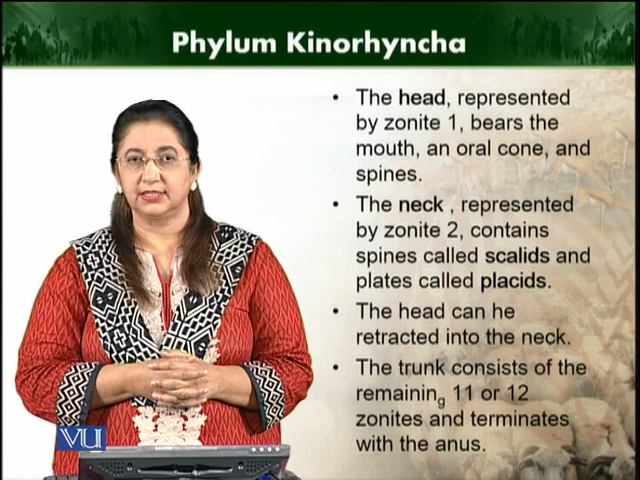 Phylum Kinorhyncha
• The head, represented
by zonite 1, bears the
mouth, an oral cone, and
spines.
• The neck , represented
by zonite 2, contains
spines called scalids and
plates called placids.
• The head can he
retracted into the neck.
• The trunk consists of the
remaining 11 or 12
zonites and terminates
with the anus.
VU